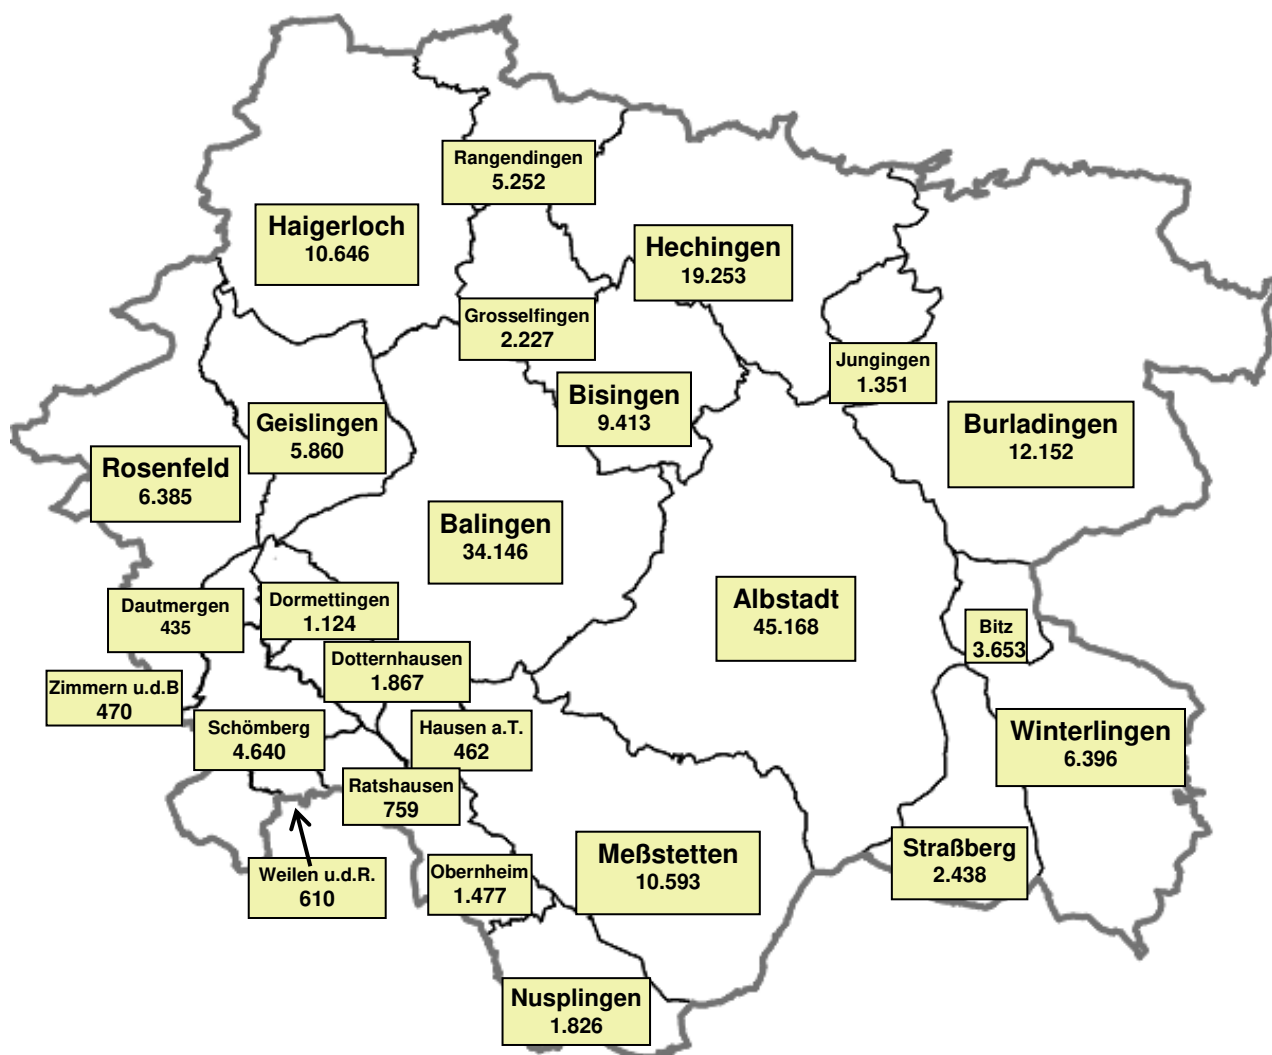 Rangendingen
5.252
Haigerloch
10.646
Hechingen
19.253
Grosselfingen
2.227
Jungingen
1.351
Bisingen
9.413
Geislingen
5.860
Burladingen
12.152
Rosenfeld
6.385
Balingen
34.146
Albstadt
45.168
Dautmergen
435
Dormettingen
1.124
Bitz
3.653
Dotternhausen
1.867
Zimmern u.d.B
470
Schömberg
4.640
Hausen a.T.
462
Winterlingen
6.396
Ratshausen
759
Meßstetten
10.593
Straßberg
2.438
Weilen u.d.R.
610
Obernheim
1.477
Nusplingen
1.826